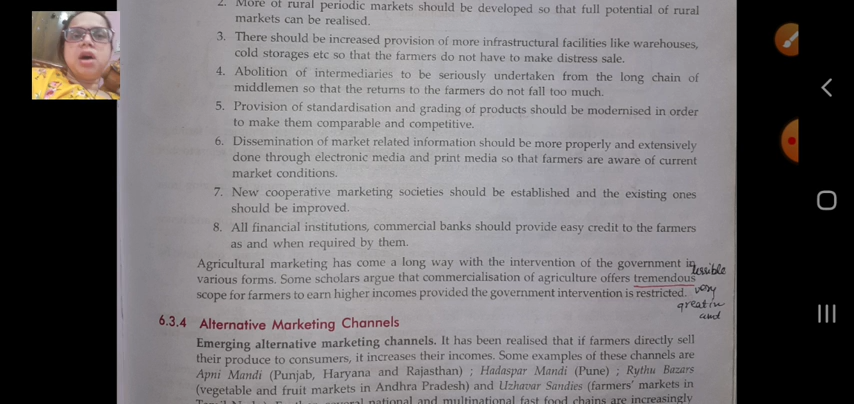 2. More of rural periodic markets should be developed so that full potential of rural
markets can be realised.
3. There should be increased provision of more infrastructural facilities like warehouses,
cold storages etc so that the farmers do not have to make distress sale.
4. Abolition of intermediaries to be seriously undertaken from the long chain of
middlemen so that the returns to the farmers do not fall too much.
5. Provision of standardisation and grading of products should be modernised in order
to make them comparable and competitive.
6. Dissemination of market related information should be more properly and extensively
done through electronic media and print media so that farmers are aware of current
market conditions.
7. New cooperative marketing societies should be established and the existing ones
should be improved.
8. All financial institutions, commercial banks should provide easy credit to the farmers
as and when required by them.
Agricultural marketing has come a long way with the intervention of the government in
various forms. Some scholars argue that commercialisation of agriculture offers tremendous
scope for farmers to earn higher incomes provided the government intervention is restricted.
very
great in
and
6.3.4 Alternative Marketing Channels
Emerging alternative marketing channels. It has been realised that if farmers directly sell
their produce to consumers, it increases their incomes. Some examples of these channels are
Apni Mandi (Punjab, Haryana and Rajasthan) ; Hadaspar Mandi (Pune) ; Rythu Bazars
(vegetable and fruit markets in Andhra Pradesh) and Uzhavar Sandies (farmers' markets in
national and multinational fast food chains are increasingly